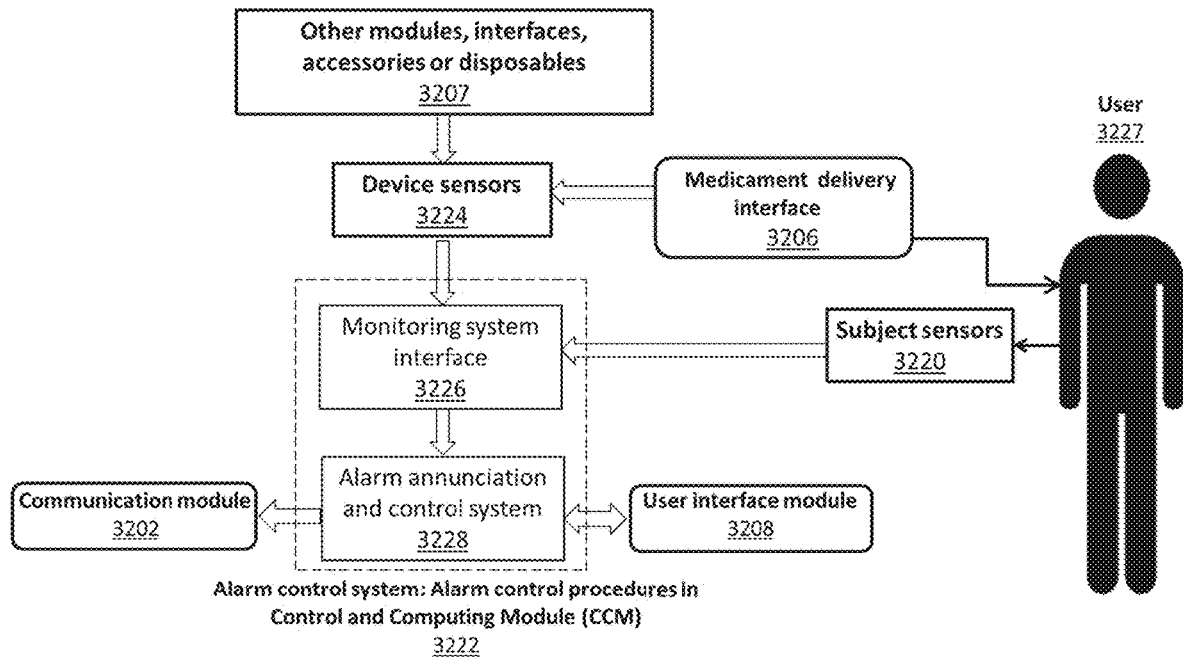 Other modules, interfaces,
accessories or disposables
3207
User
3227
Device sensors
3224
Medicament delivery
interface
3206
Monitoring system
interface
3226
Subject sensors
3220
Alarm annunciation
and control system
3228
Communication module
3202
User interface module
3208
Alarm control system: Alarm control procedures in
Control and Computing Module (CCM)
3222